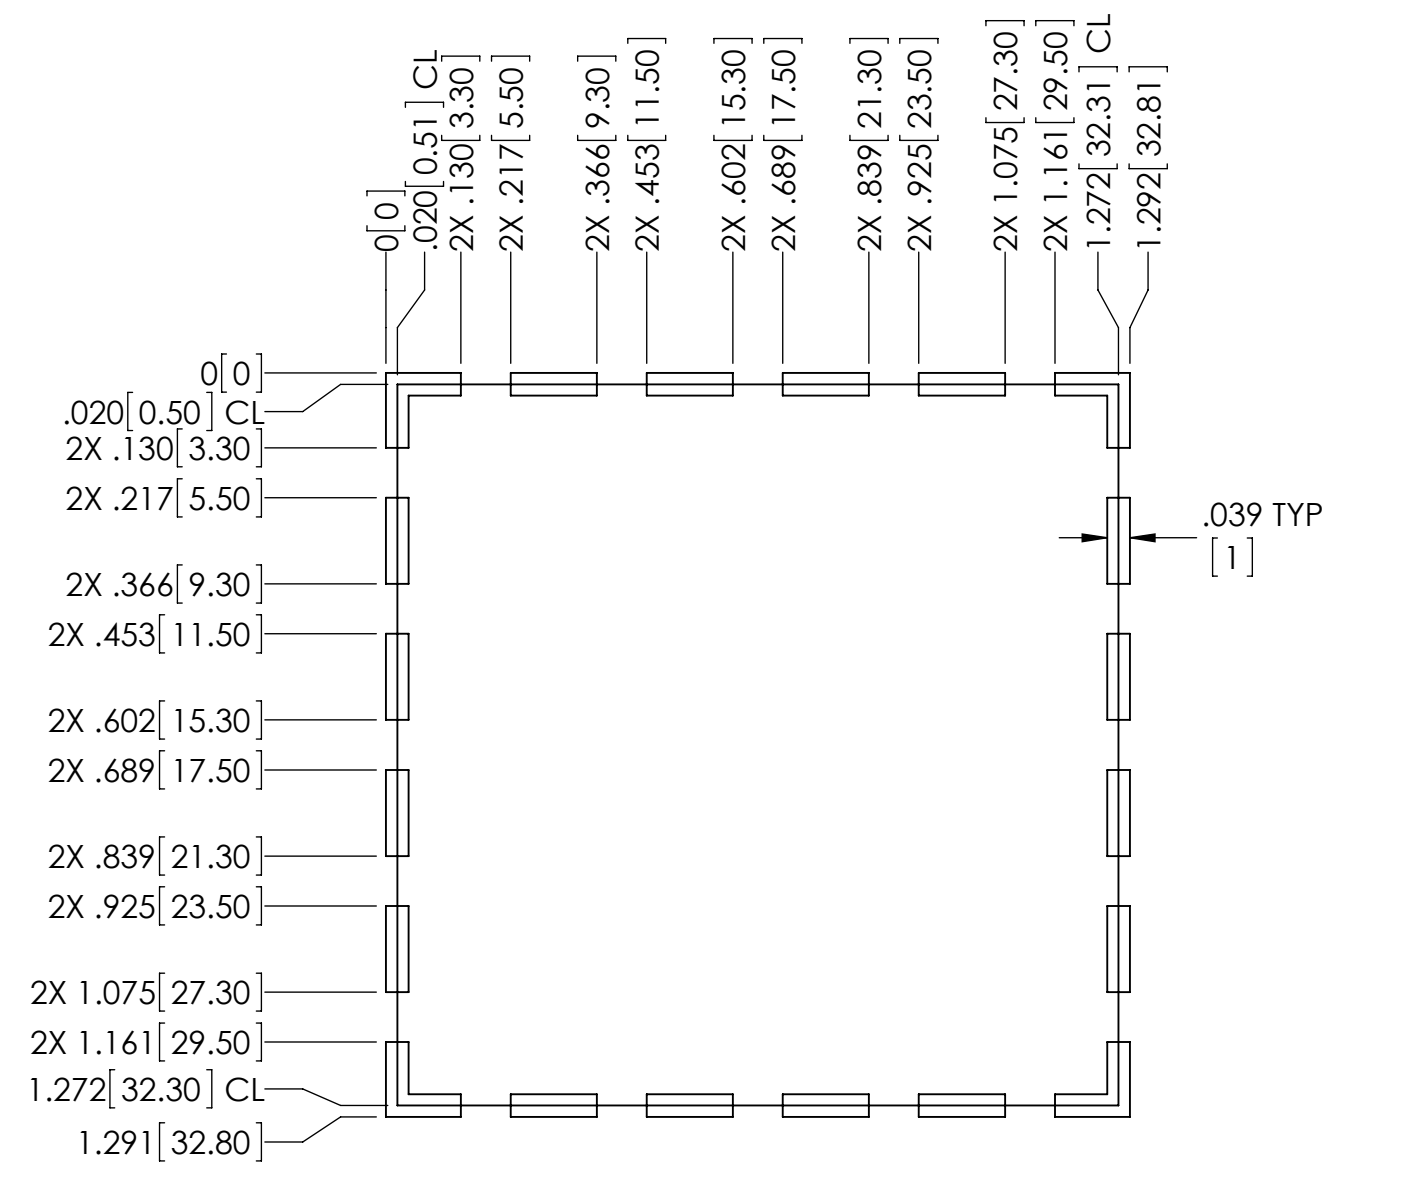 0[0]
.020[0.51] CL
2X .130[3.30]
2X .217[5.50]
2X .366[9.30]
2X .453[11.50]
2X .602[15.30]
2X .689[17.50]
2X .839[21.30]
2X .925[23.50]
2X 1.075[27.30]
2X 1.161[29.50]
1.272[32.31] CL
1.292[32.81]
0[0]
.020[0.50] CL
2X .130[3.30]
2X .217[5.50]
2X .366[9.30]
2X .453[11.50]
2X .602[15.30]
2X .689[17.50]
2X .839[21.30]
2X .925[23.50]
2X 1.075[27.30]
2X 1.161[29.50]
1.272[32.30] CL
1.291[32.80]
.039 TYP
[1]